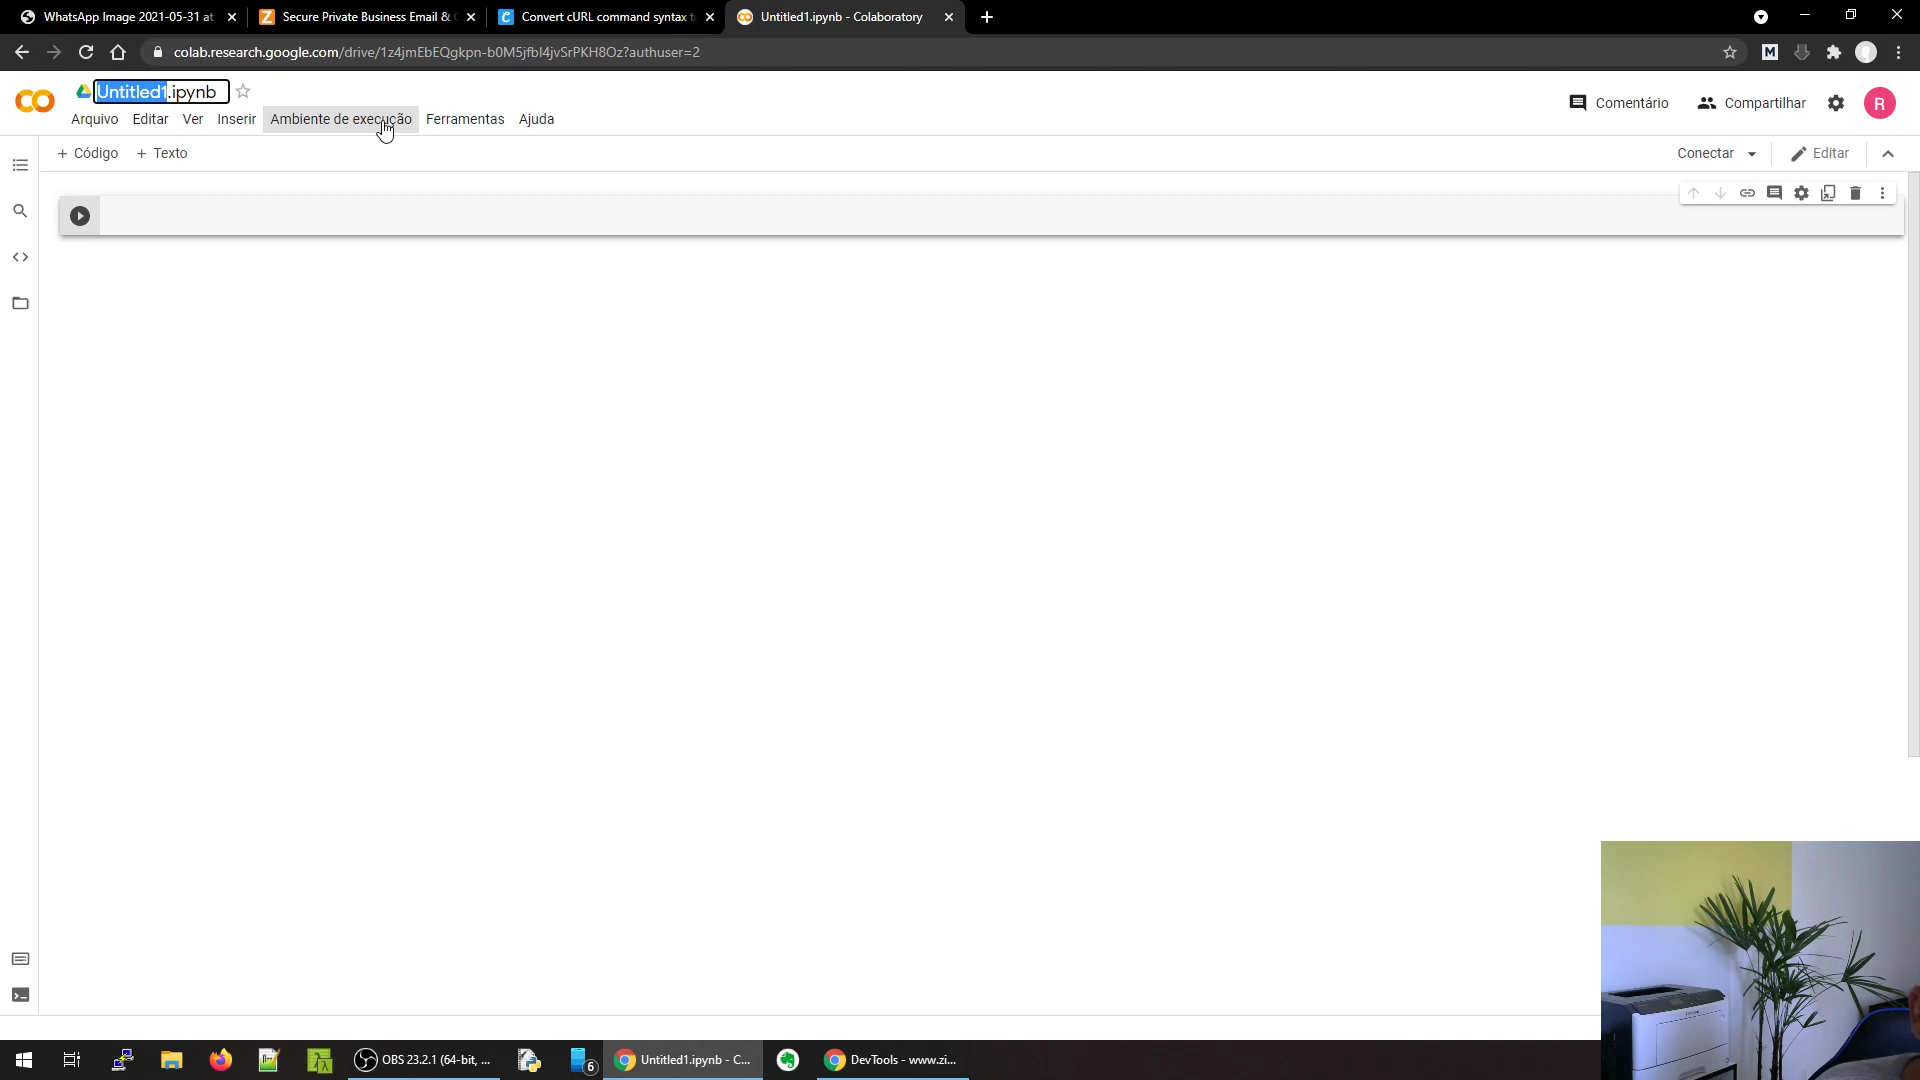 WhatsApp Image 2021-05-31 at
Secure Private Business Email &
Convert cURL command syntax t
Untitled1.ipynb - Colaboratory
colab.research.google.com/drive/1z4jmEbEQgkpn-b0M5jfbl4jvSrPKH8Oz?authuser=2
M
Untitled1.ipynb
Arquivo Editar Ver Inserir Ambiente de execução Ferramentas Ajuda
Comentário Compartilhar R
+ Código + Texto
Conectar Editar
OBS 23.2.1 (64-bit, ...
6
Untitled1.ipynb - C...
DevTools - www.zi...